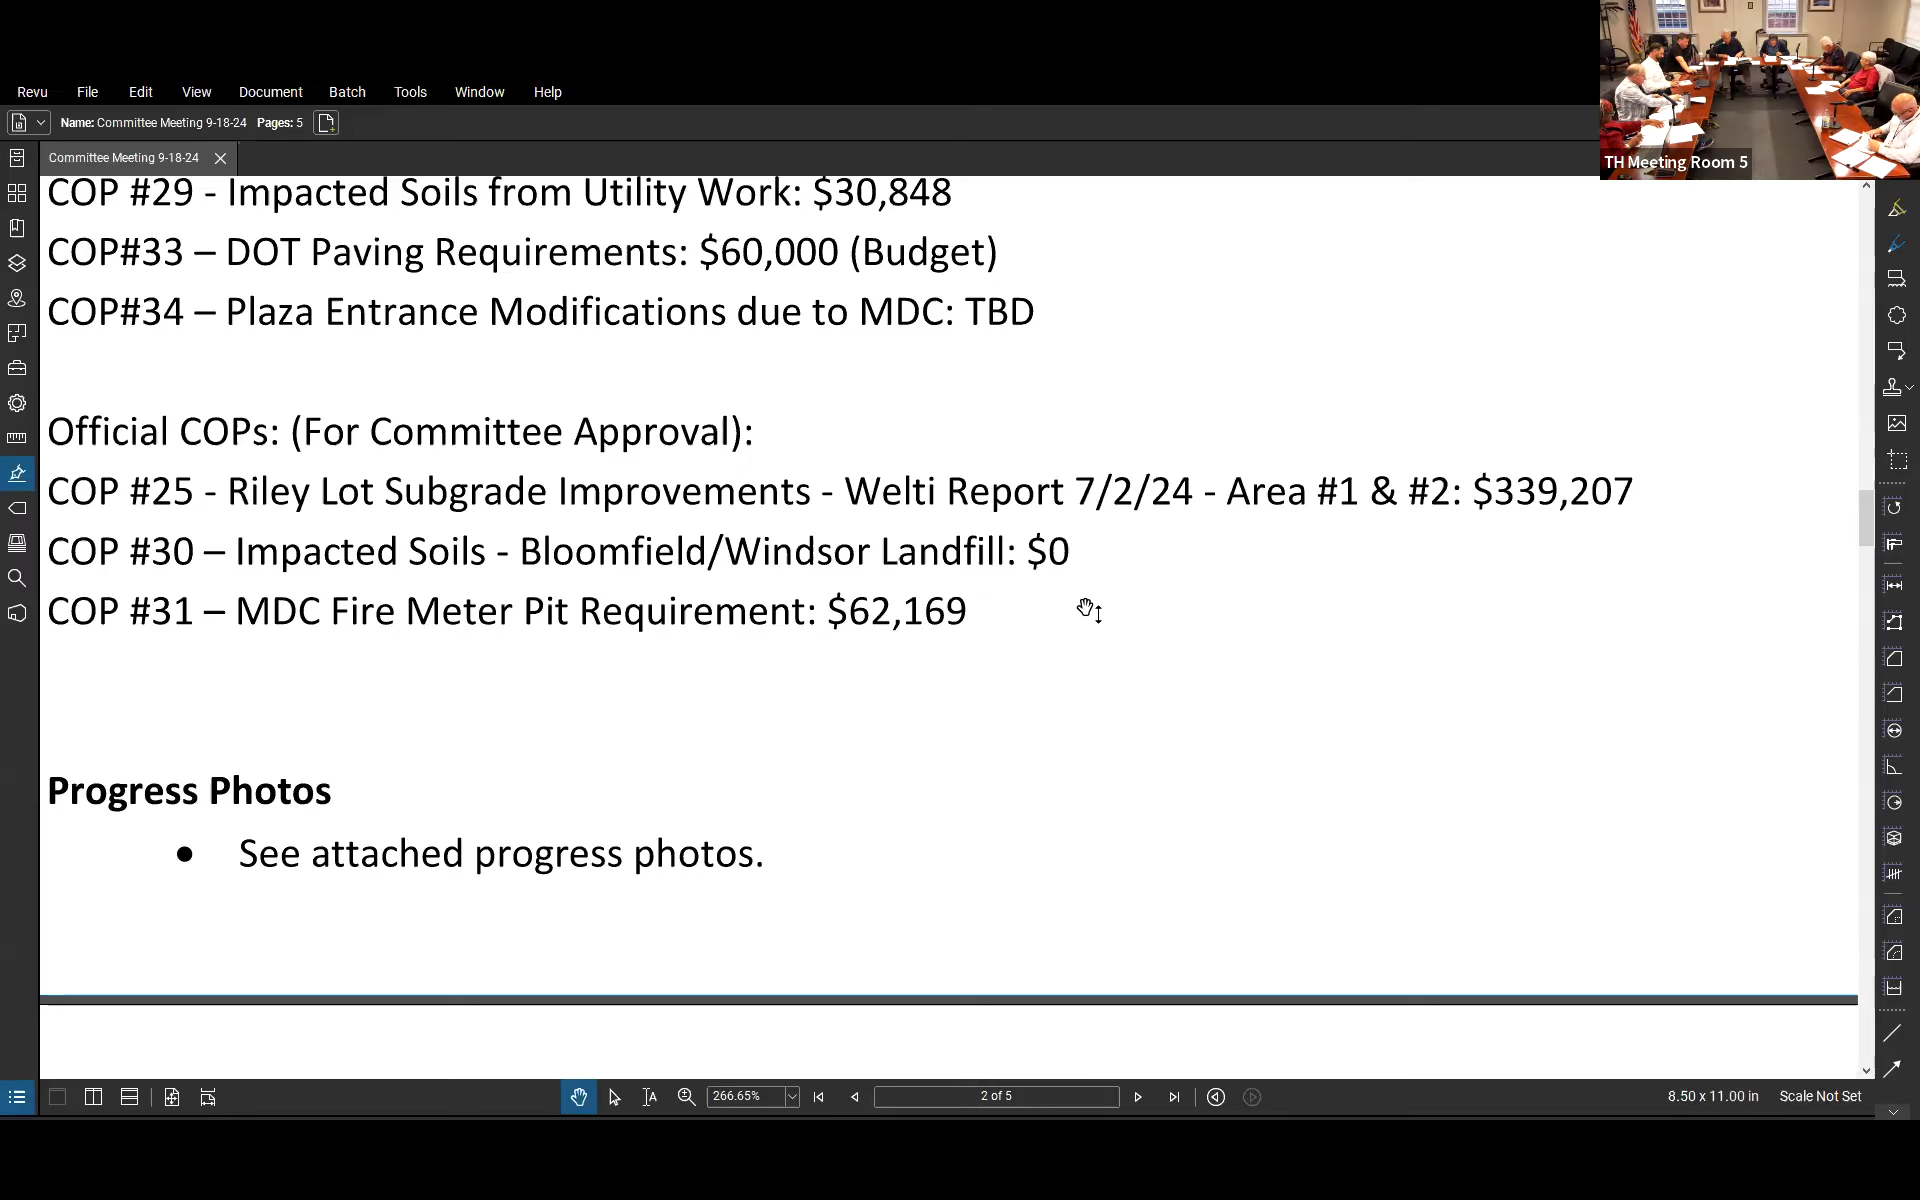 TH Meeting Room 5
Revu File Edit View Document Batch Tools Window Help
Name: Committee Meeting 9-18-24 Pages: 5
Committee Meeting 9-18-24
COP #29 - Impacted Soils from Utility Work: $30,848
COP#33 – DOT Paving Requirements: $60,000 (Budget)
COP#34 – Plaza Entrance Modifications due to MDC: TBD
Official COPs: (For Committee Approval):
COP #25 - Riley Lot Subgrade Improvements - Welti Report 7/2/24 - Area #1 & #2: $339,207
COP #30 – Impacted Soils - Bloomfield/Windsor Landfill: $0
COP #31 – MDC Fire Meter Pit Requirement: $62,169
Progress Photos
• See attached progress photos.
266.65% 2 of 5 8.50 x 11.00 in Scale Not Set